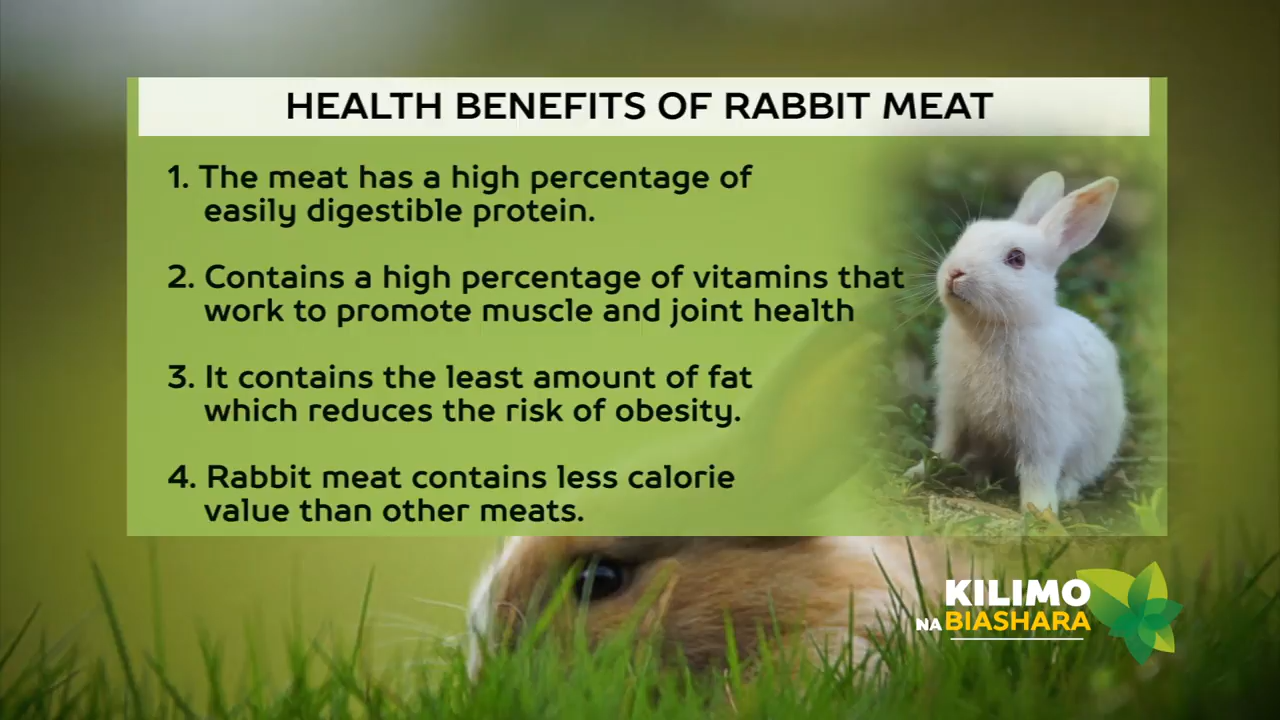 HEALTH BENEFITS OF RABBIT MEAT
1. The meat has a high percentage of
easily digestible protein.
2. Contains a high percentage of vitamins that
work to promote muscle and joint health
3. It contains the least amount of fat
which reduces the risk of obesity.
4. Rabbit meat contains less calorie
value than other meats.
KILIMO
NA BIASHARA